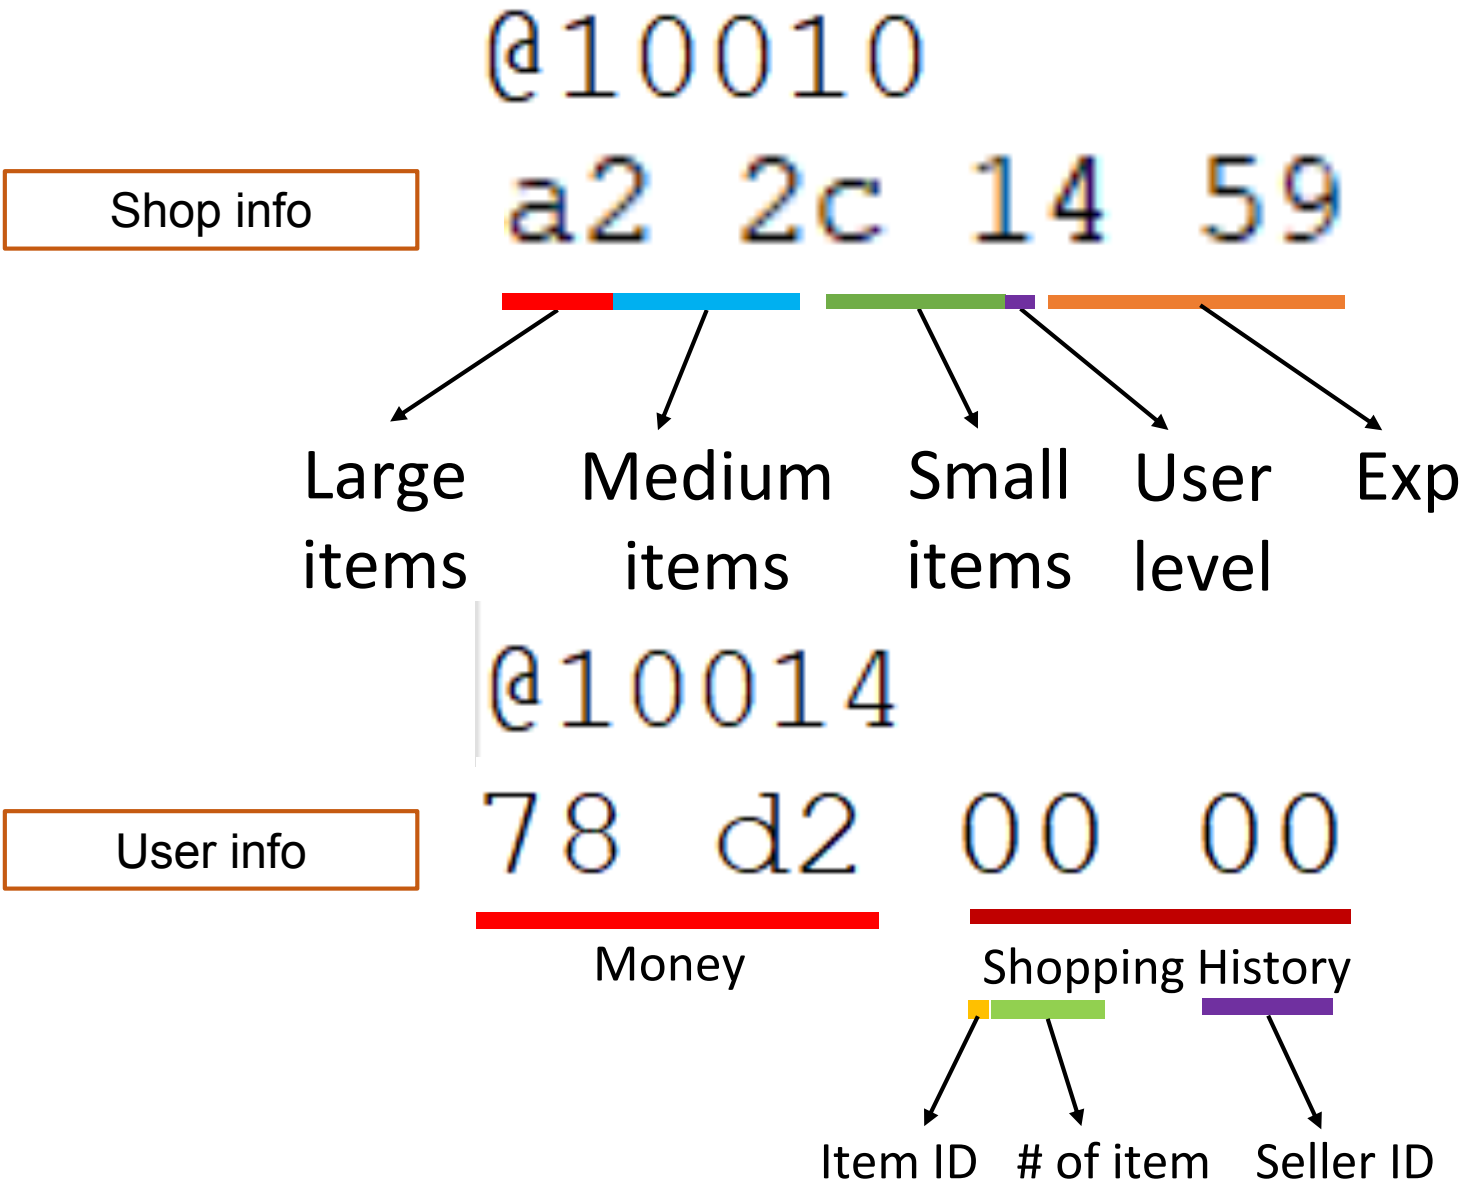 @10010
Shop info
a2 2c 14 59
Large items
Medium items
Small items
User level
Exp
@10014
User info
78 d2 00 00
Money
Shopping History
Item ID
# of item
Seller ID